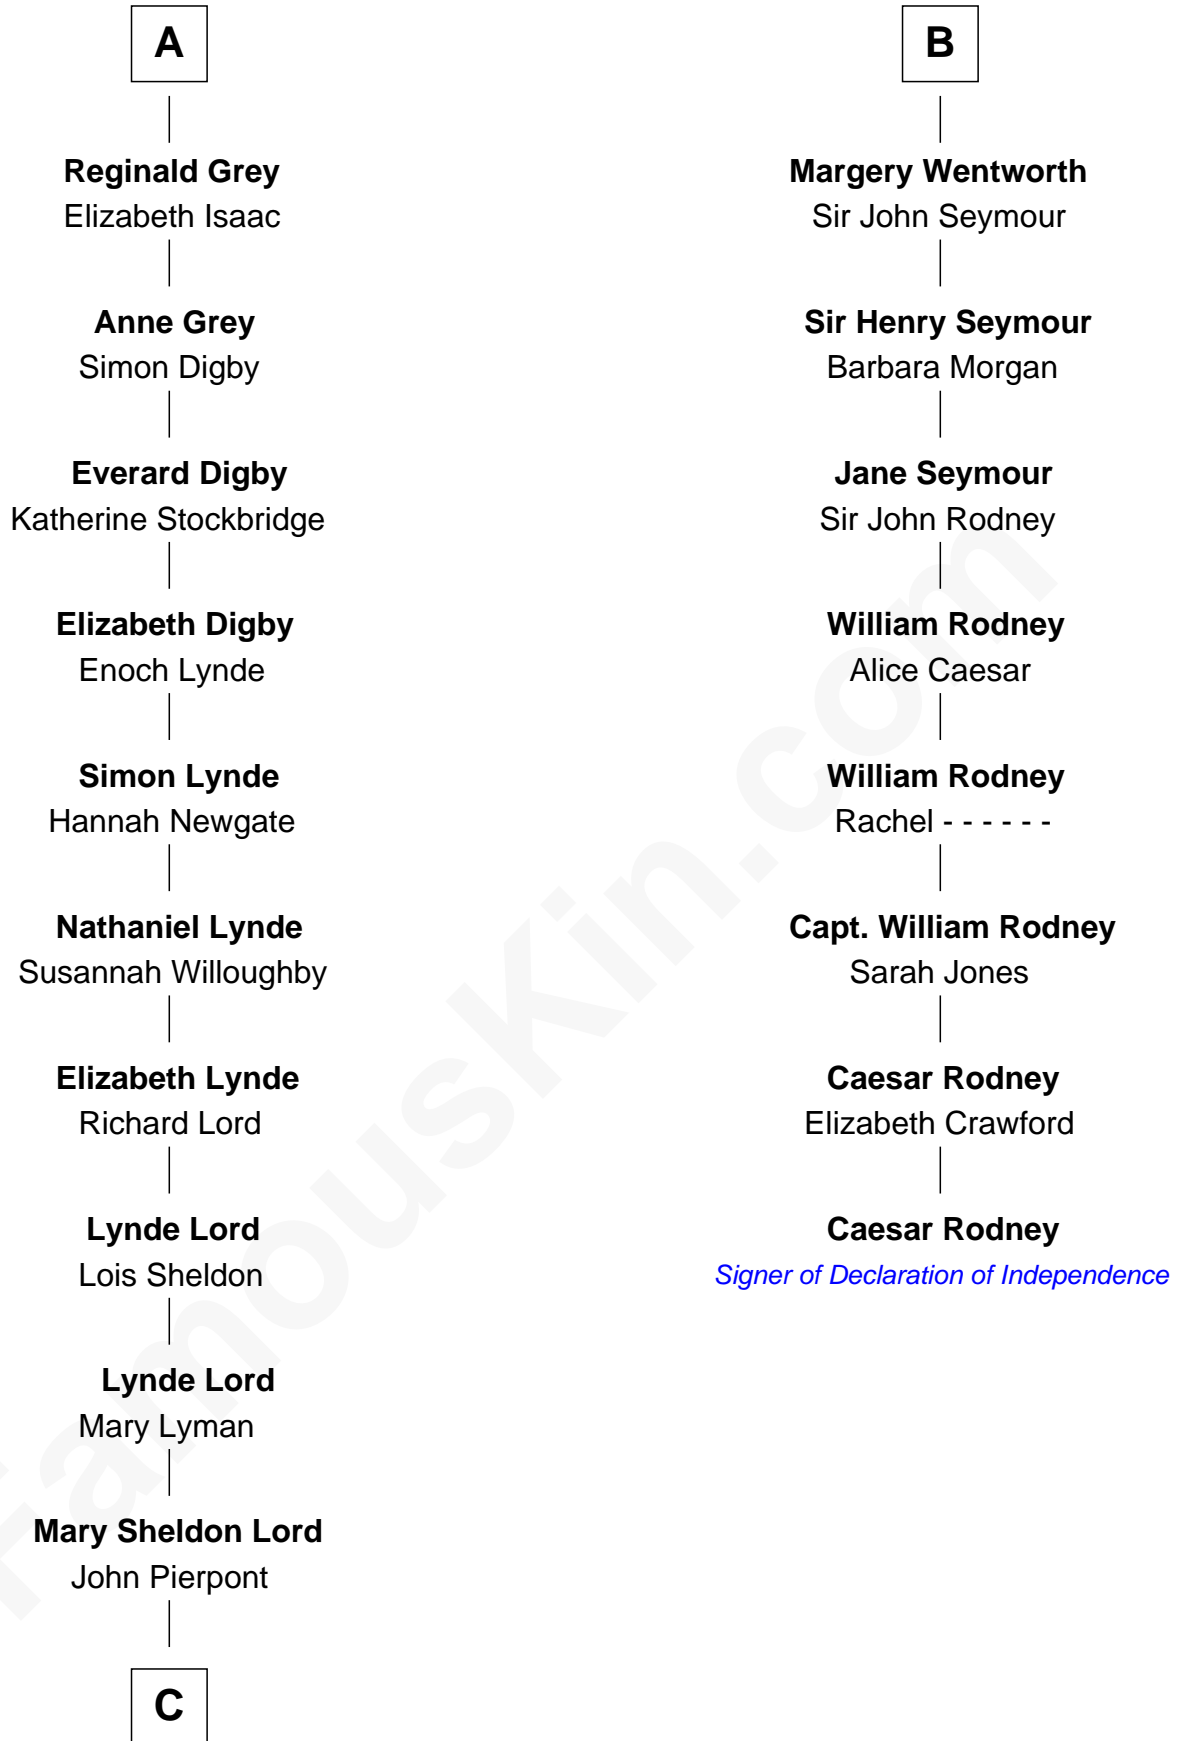 A
Reginald Grey
Elizabeth Isaac
Anne Grey
Simon Digby
Everard Digby
Katherine Stockbridge
Elizabeth Digby
Enoch Lynde
Simon Lynde
Hannah Newgate
Nathaniel Lynde
Susannah Willoughby
Elizabeth Lynde
Richard Lord
Lynde Lord
Lois Sheldon
Lynde Lord
Mary Lyman
Mary Sheldon Lord
John Pierpont
C
B
Margery Wentworth
Sir John Seymour
Sir Henry Seymour
Barbara Morgan
Jane Seymour
Sir John Rodney
William Rodney
Alice Caesar
William Rodney
Rachel - - - - - -
Capt. William Rodney
Sarah Jones
Caesar Rodney
Elizabeth Crawford
Caesar Rodney
Signer of Declaration of Independence
FamousKin.com